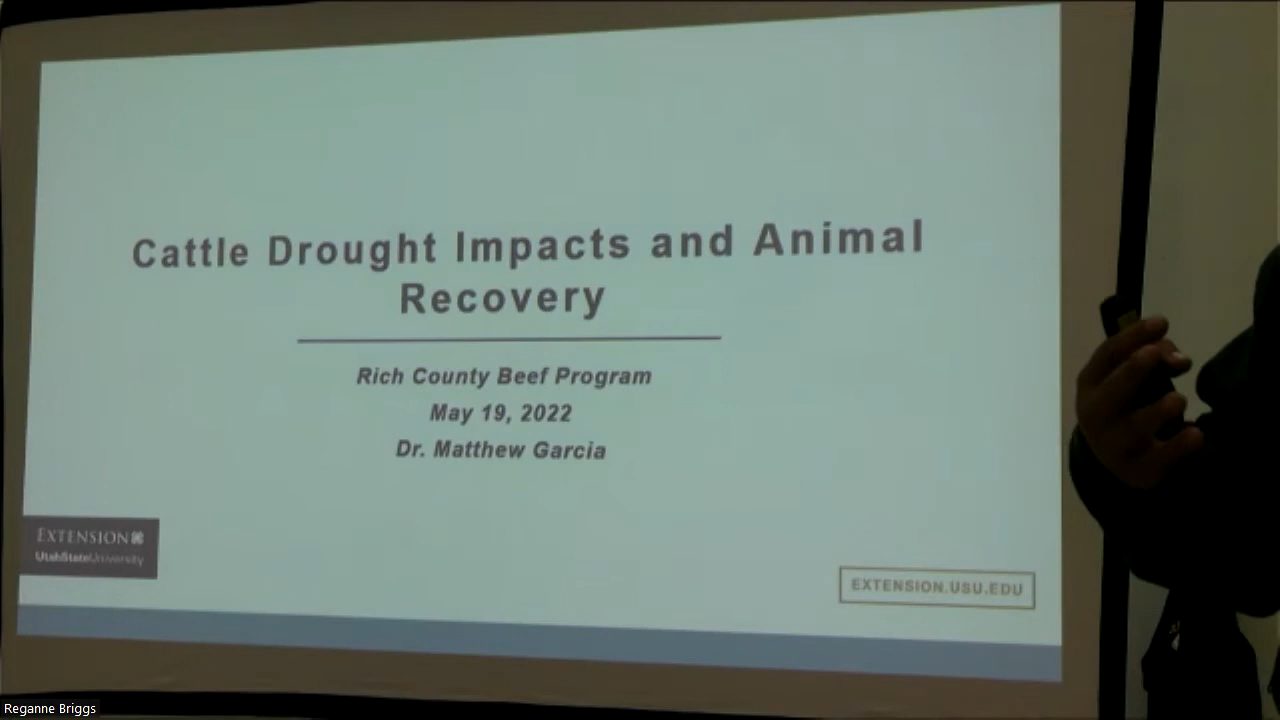 Cattle Drought Impacts and Animal
Recovery
Rich County Beef Program
May 19, 2022
Dr. Matthew Garcia
EXTENSION
UtahStateUniversity
EXTENSION.USU.EDU
Reganne Briggs